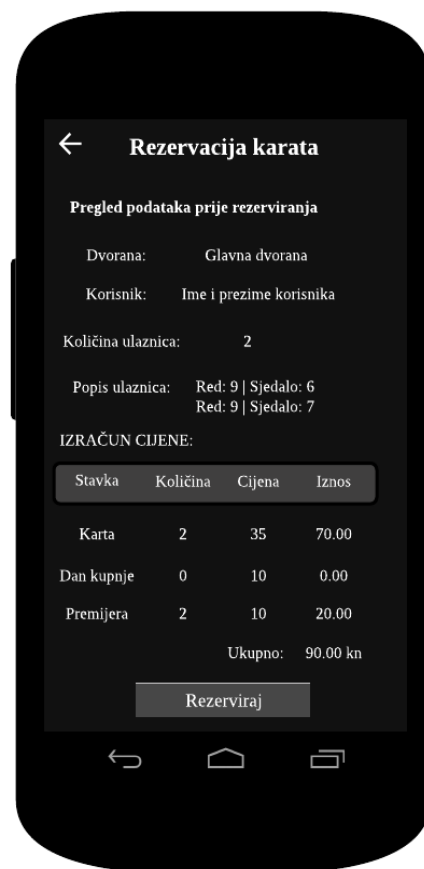 Rezervacija karata
Pregled podataka prije rezerviranja
Dvorana: Glavna dvorana
Korisnik: Ime i prezime korisnika
Količina ulaznica: 2
Popis ulaznica: Red: 9 | Sjedalo: 6
Red: 9 | Sjedalo: 7
IZRAČUN CIJENE:
Stavka Količina Cijena Iznos
Karta 2 35 70.00
Dan kupnje 0 10 0.00
Premijera 2 10 20.00
Ukupno: 90.00 kn
Rezerviraj